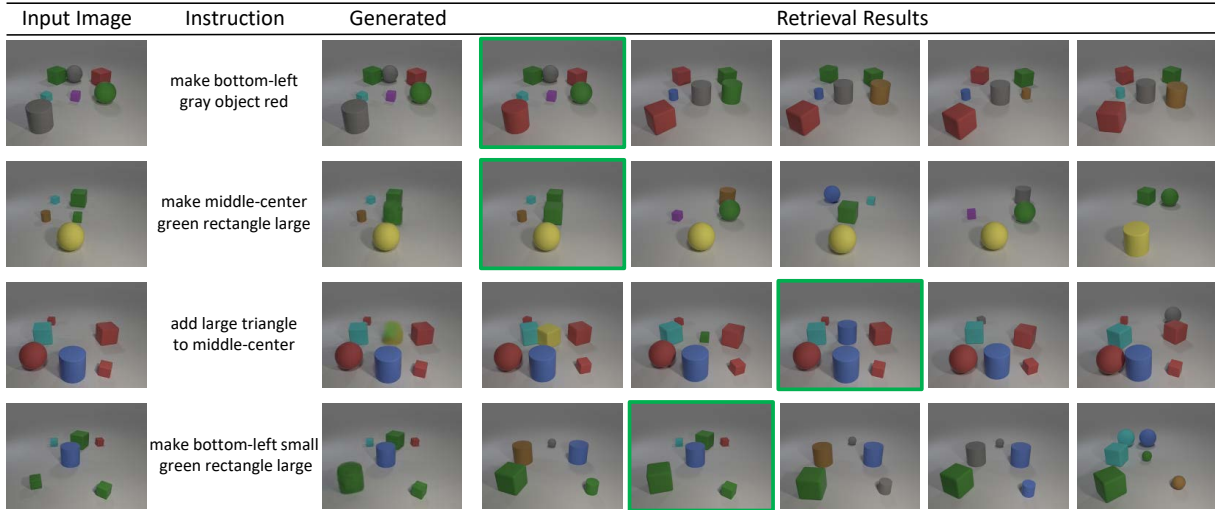 Input Image Instruction Generated Retrieval Results
make bottom-left
gray object red
make middle-center
green rectangle large
add large triangle
to middle-center
make bottom-left small
green rectangle large